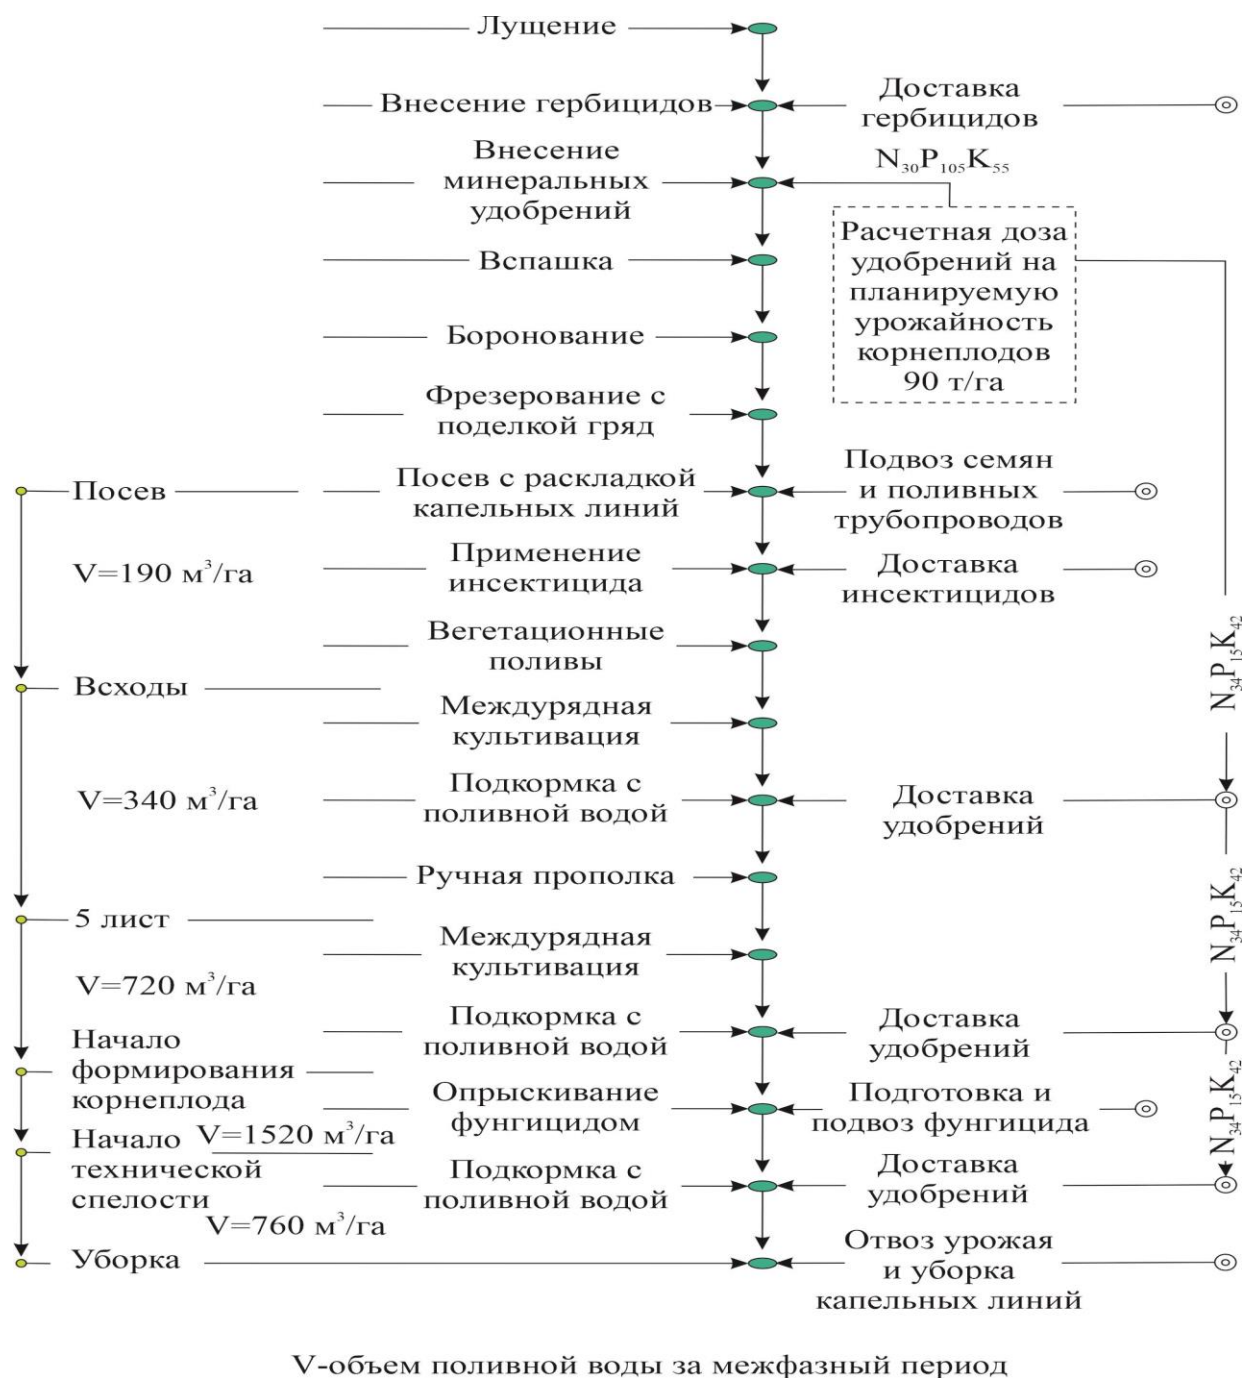 Лущение
Внесение гербицидов
Доставка
гербицидов
Внесение
минеральных
удобрений
N₃₀P₁₀₅K₅₅
Расчетная доза
удобрений на
планируемую
урожайность
корнеплодов
90 т/га
Вспашка
Боронование
Фрезерование с
поделкой гряд
Посев
Посев с раскладкой
капельных линий
Подвоз семян
и поливных
трубопроводов
V=190 м³/га
Применение
инсектицида
Доставка
инсектицидов
Вегетационные
поливы
N₃₄P₁₅K₄₂
Всходы
Междурядная
культивация
V=340 м³/га
Подкормка с
поливной водой
Доставка
удобрений
Ручная прополка
N₃₄P₁₅K₄₂
5 лист
Междурядная
культивация
V=720 м³/га
Подкормка с
поливной водой
Доставка
удобрений
Начало
формирования
корнеплода
Опрыскивание
фунгицидом
Подготовка и
подвоз фунгицида
N₃₄P₁₅K₄₂
V=1520 м³/га
Начало
технической
спелости
Подкормка с
поливной водой
Доставка
удобрений
V=760 м³/га
Уборка
Отвоз урожая
и уборка
капельных линий
V-объем поливной воды за межфазный период